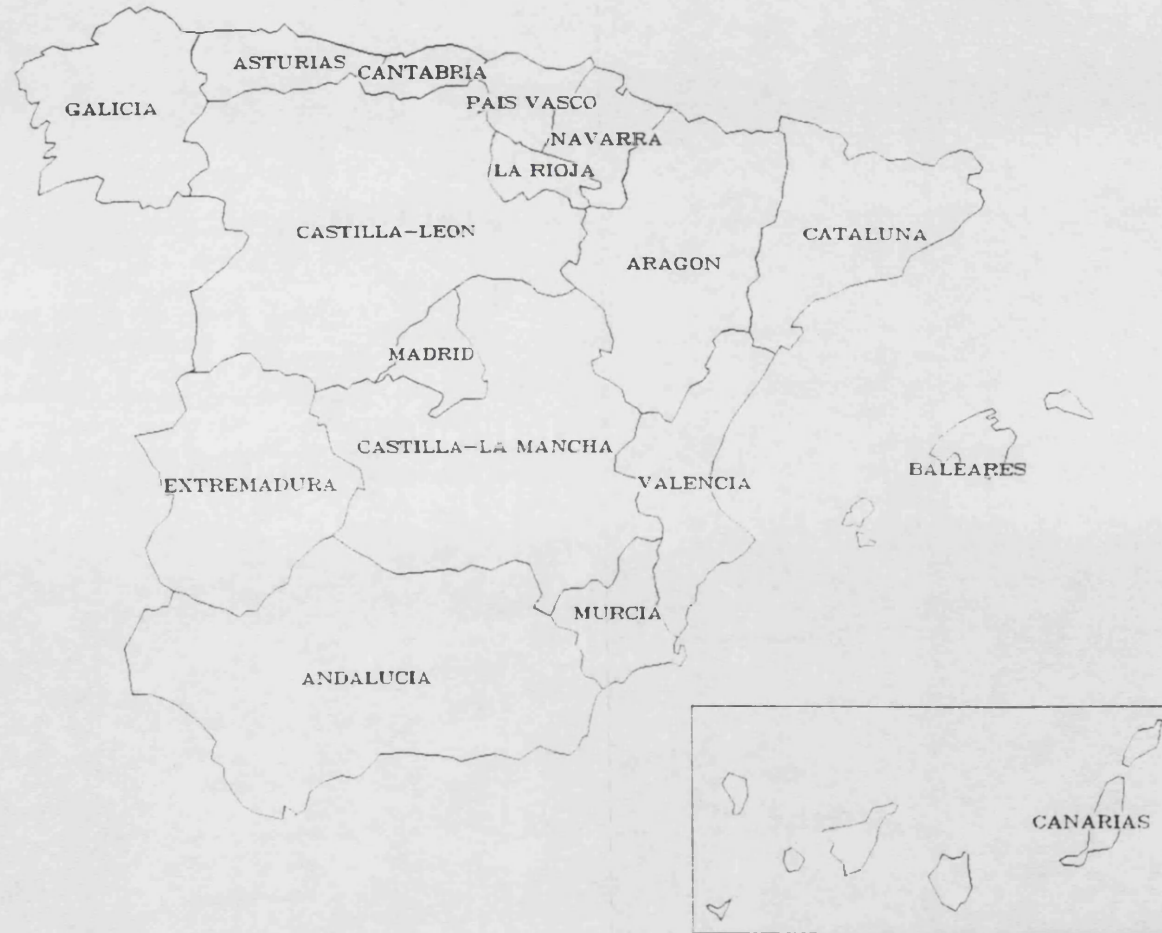 ASTURIAS
CANTABRIA
GALICIA
PAIS VASCO
NAVARRA
LA RIOJA
CASTILLA-LEON
CATALUNA
ARAGON
MADRID
CASTILLA-LA MANCHA
BALEARES
EXTREMADURA
VALENCIA
MURCIA
ANDALUCIA
CANARIAS